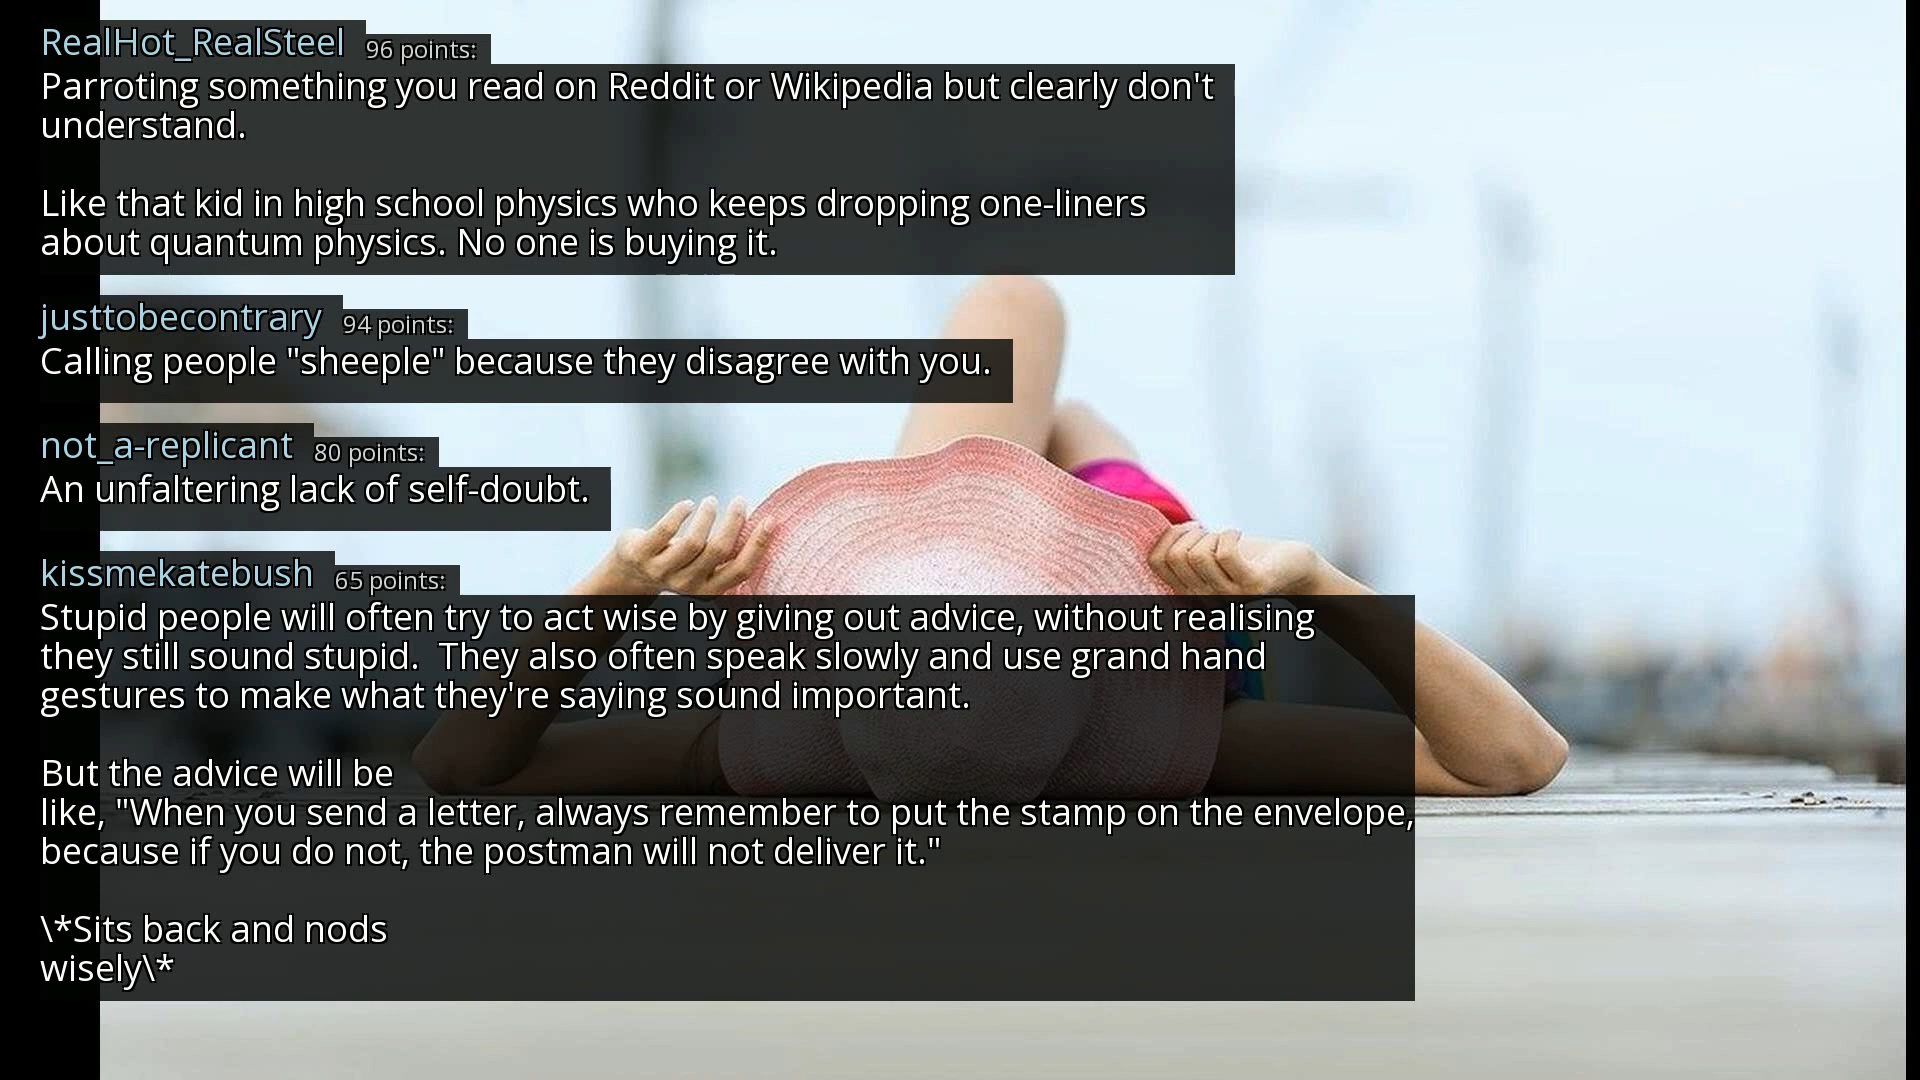 RealHot_RealSteel 96 points:
Parroting something you read on Reddit or Wikipedia but clearly don't
understand.
Like that kid in high school physics who keeps dropping one-liners
about quantum physics. No one is buying it.
justtobecontrary 94 points:
Calling people "sheeple" because they disagree with you.
not_a-replicant 80 points:
An unfaltering lack of self-doubt.
kissmekatebush 65 points:
Stupid people will often try to act wise by giving out advice, without realising
they still sound stupid.  They also often speak slowly and use grand hand
gestures to make what they're saying sound important.
But the advice will be
like, "When you send a letter, always remember to put the stamp on the envelope,
because if you do not, the postman will not deliver it."
\*Sits back and nods
wisely\*